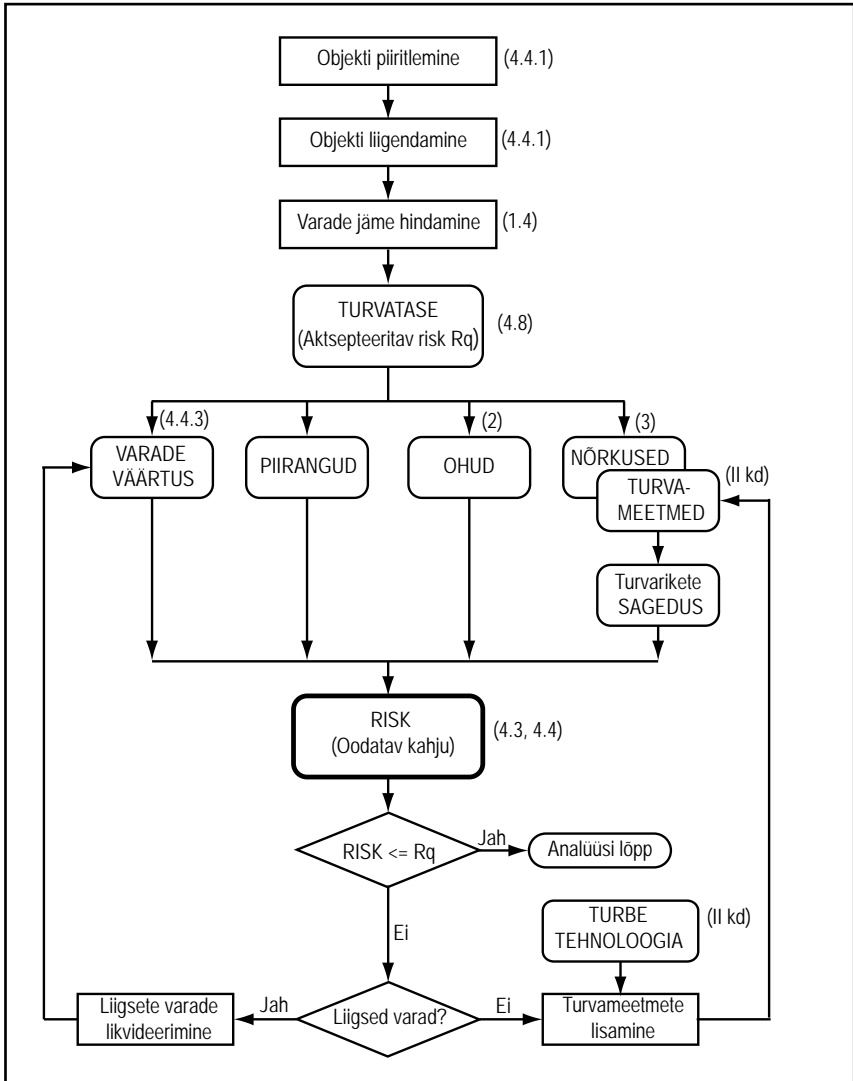 Objekti piiritlemine
(4.4.1)
Objekti liigendamine
(4.4.1)
Varade jäme hindamine
(1.4)
TURVATASE
(Aktsepteeritav risk Rq)
(4.8)
(4.4.3)
VARADE
VÄÄRTUS
PIIRANGUD
(2)
OHUD
(3)
NÕRKUSED
(II kd)
TURVA-
MEETMED
Turvarikete
SAGEDUS
RISK
(Oodatav kahju)
(4.3, 4.4)
RISK <= Rq
Jah
Analüüsi lõpp
Ei
TURBE
TEHNOLOOGIA
(II kd)
Liigsete varade
likvideerimine
Jah
Liigsed varad?
Ei
Turvameetmete
lisamine